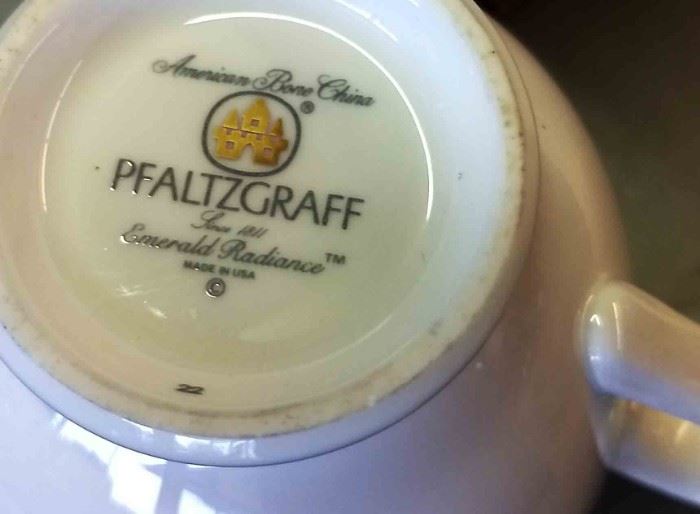 American Bone China
®
PFALTZGRAFF
Since 1811
Emerald Radiance™
MADE IN USA
©
22